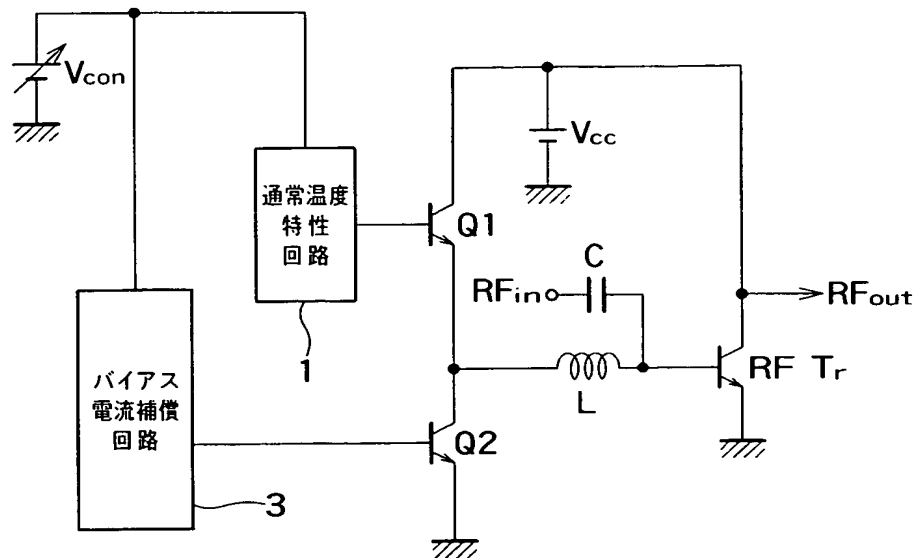 Vcon
通常温度
特性
回路
1
Vcc
Q1
C
RFin
RFout
L
RF Tr
バイアス
電流補償
回路
3
Q2